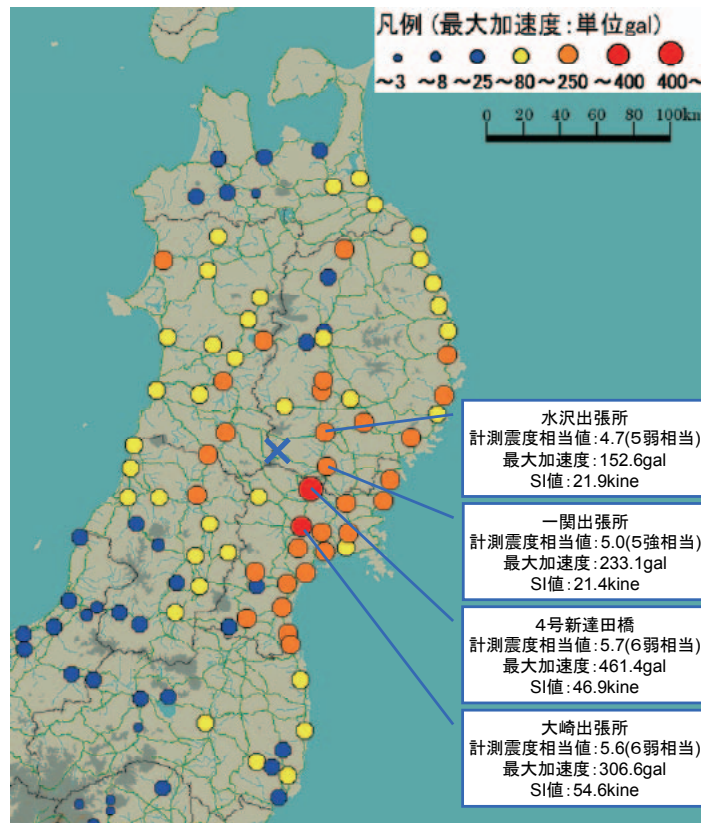 凡例(最大加速度:単位gal)
~3 ~8 ~25 ~80 ~250 ~400 400~
0 20 40 60 80 100km
水沢出張所
計測震度相当値:4.7(5弱相当)
最大加速度:152.6gal
SI値:21.9kine
一関出張所
計測震度相当値:5.0(5強相当)
最大加速度:233.1gal
SI値:21.4kine
4号新達田橋
計測震度相当値:5.7(6弱相当)
最大加速度:461.4gal
SI値:46.9kine
大崎出張所
計測震度相当値:5.6(6弱相当)
最大加速度:306.6gal
SI値:54.6kine